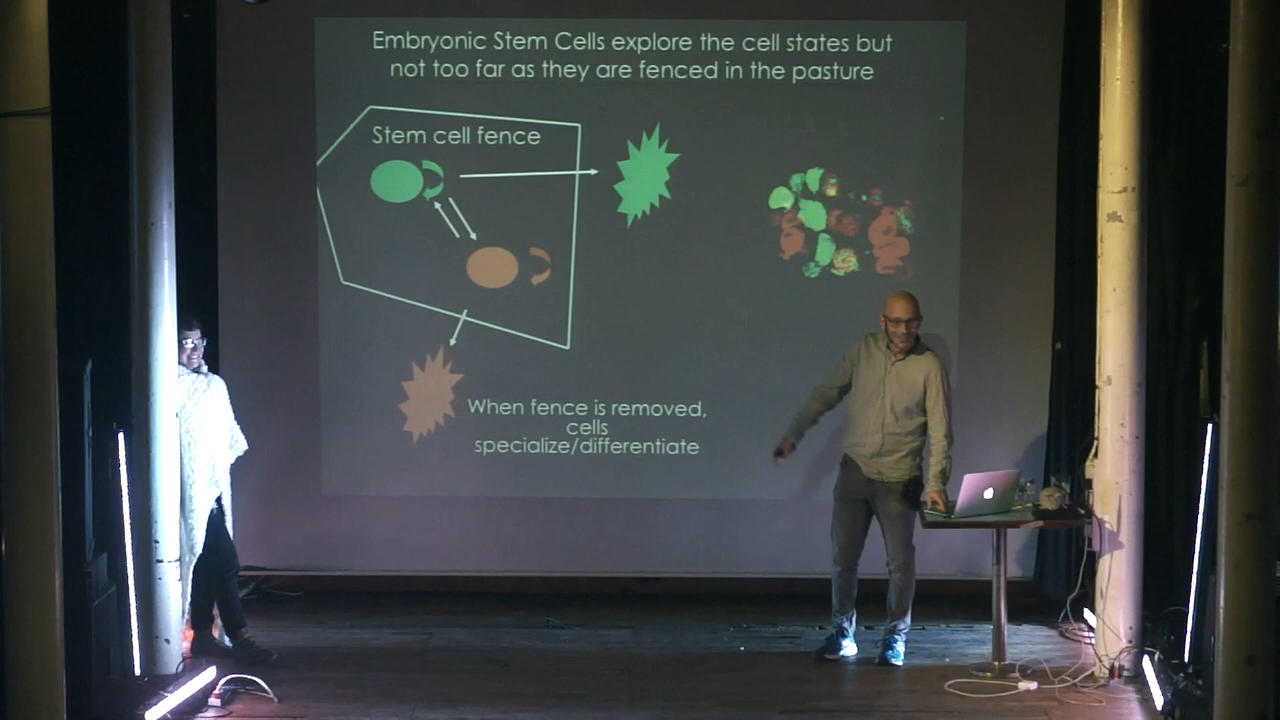 Embryonic Stem Cells explore the cell states but
not too far as they are fenced in the pasture
Stem cell fence
When fence is removed,
cells
specialize/differentiate